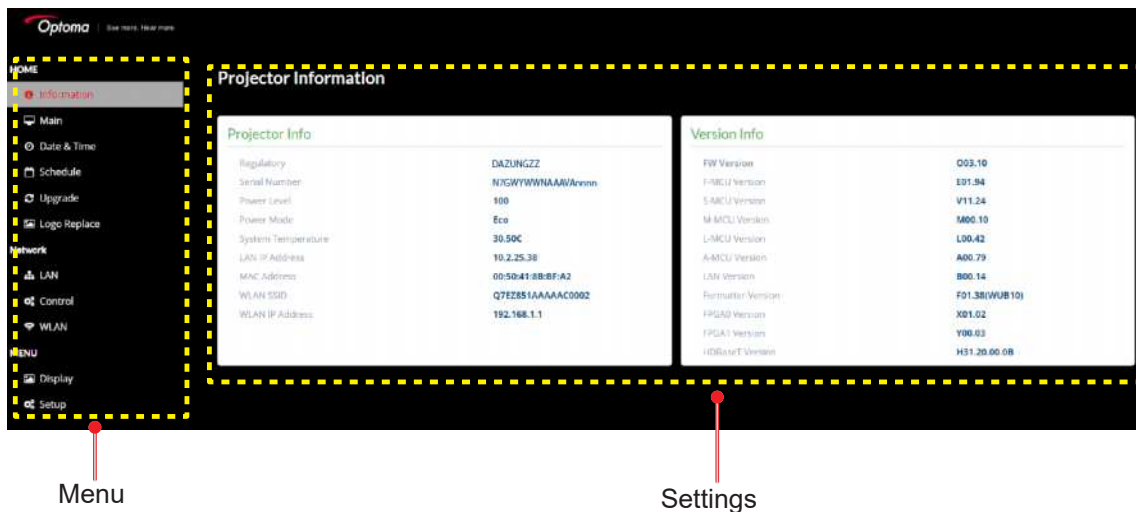 Optoma | See more. Hear more
HOME
Information
Main
Date & Time
Schedule
Upgrade
Logo Replace
Network
LAN
Control
WLAN
MENU
Display
Setup
Projector Information
Projector Info
Regulatory DAZUNGZZ
Serial Number N7GWYWWNAAAVAnnnn
Power Level 100
Power Mode Eco
System Temperature 30.50C
LAN IP Address 10.2.25.38
MAC Address 00:50:41:8B:BF:A2
WLAN SSID Q7EZ851AAAAAC0002
WLAN IP Address 192.168.1.1
Version Info
FW Version O03.10
F-MCU Version E01.94
S-MCU Version V11.24
M-MCU Version M00.10
L-MCU Version L00.42
A-MCU Version A00.79
LAN Version B00.14
Formatter Version F01.38(WUB10)
FPGA0 Version X01.02
FPGA1 Version Y00.03
HDBaseT Version H31.20.00.0B
Menu
Settings